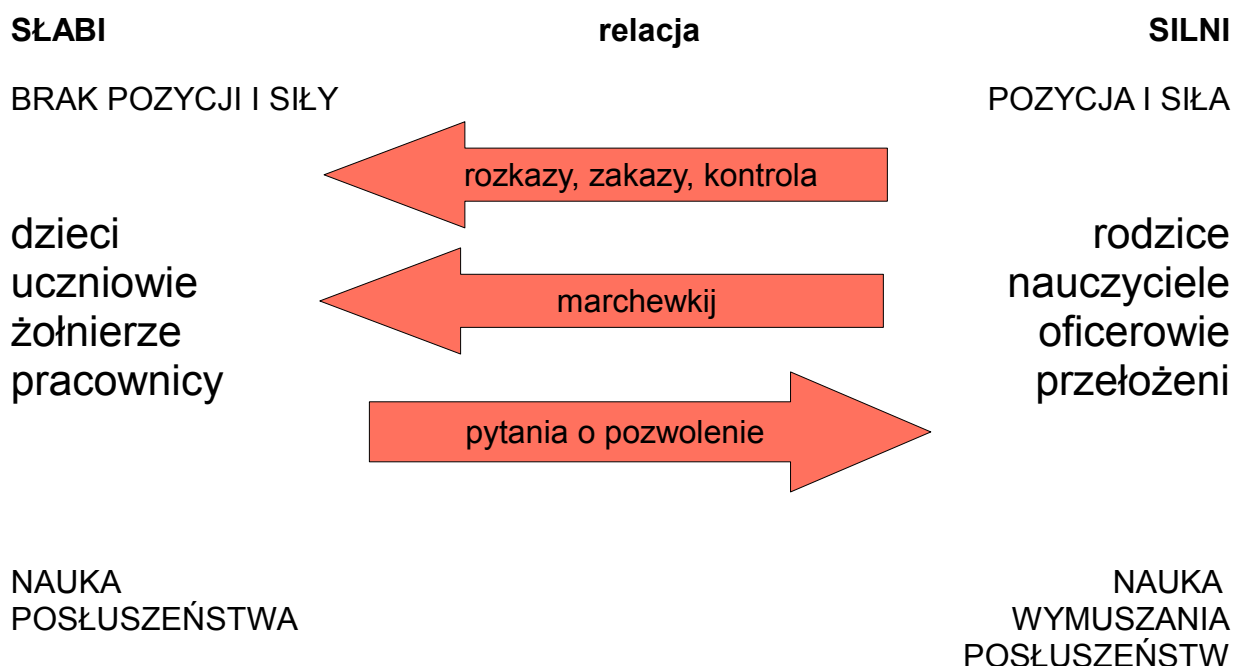 SŁABI relacja SILNI
BRAK POZYCJI I SIŁY POZYCJA I SIŁA
rozkazy, zakazy, kontrola
dzieci rodzice
uczniowie nauczyciele
marchewkij
żołnierze oficerowie
pracownicy przełożeni
pytania o pozwolenie
NAUKA NAUKA
POSŁUSZEŃSTWA WYMUSZANIA
POSŁUSZEŃSTW